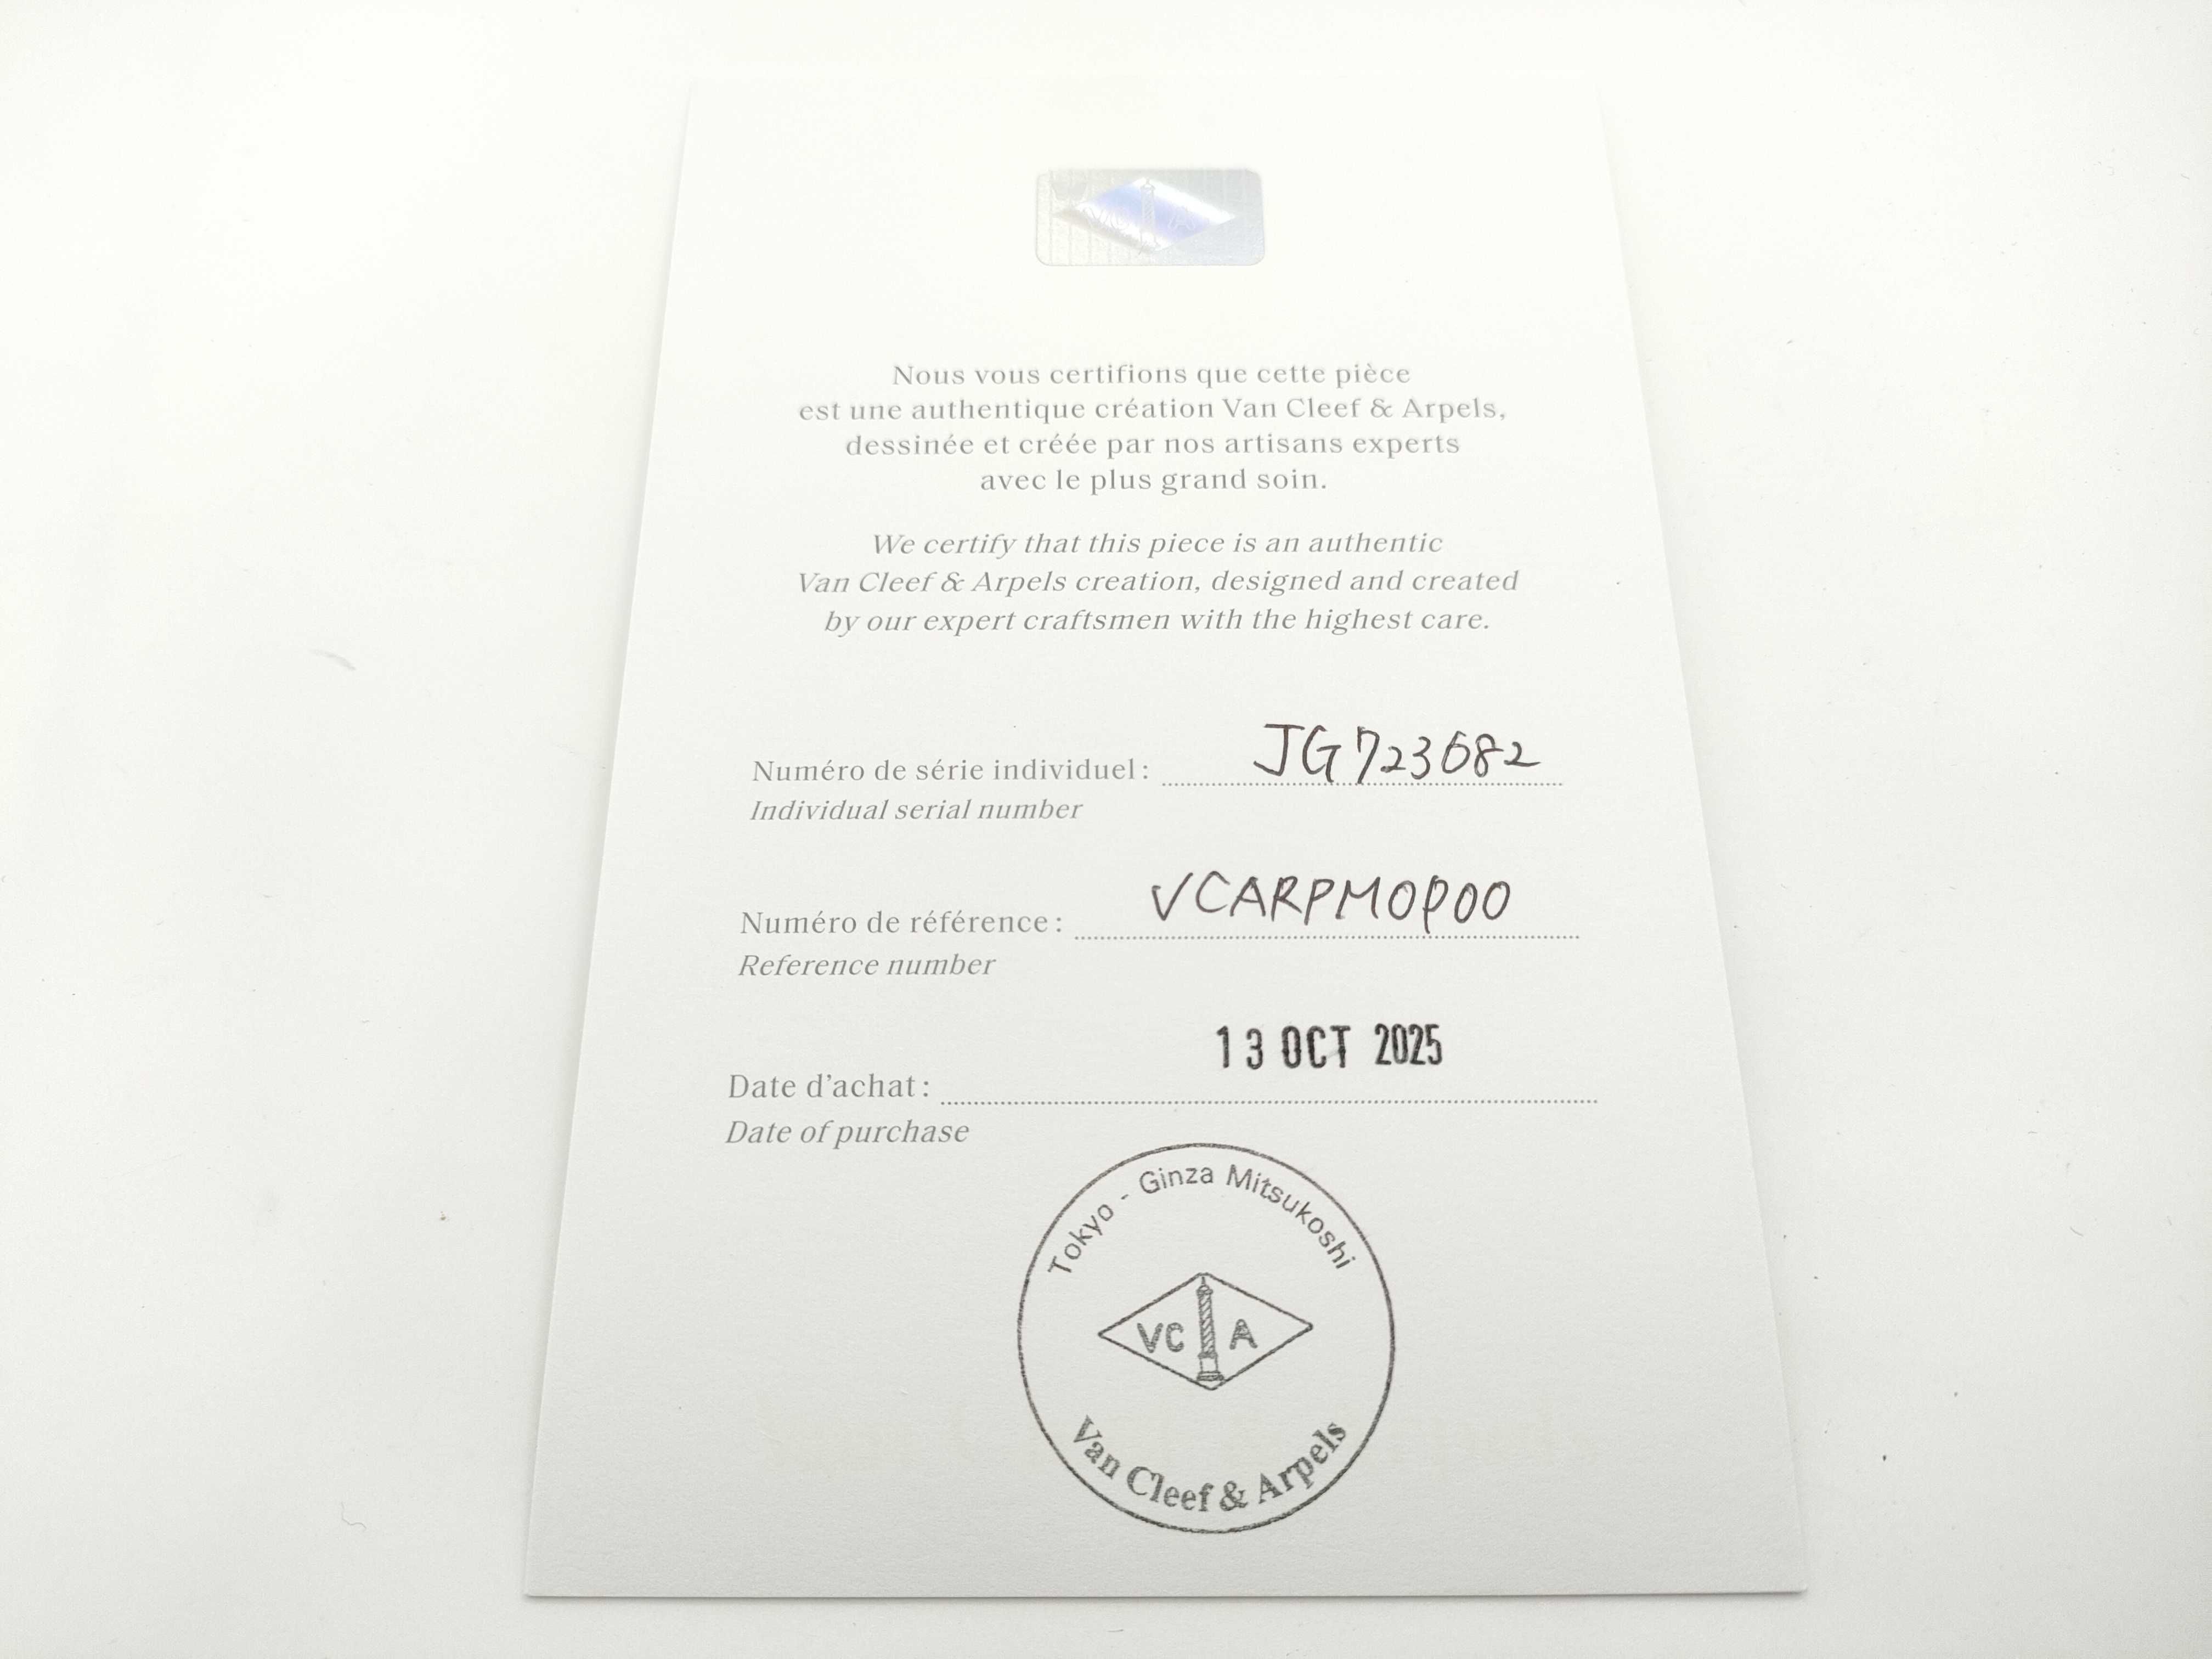 Nous vous certifions que cette pièce
est une authentique création Van Cleef & Arpels,
dessinée et créée par nos artisans experts
avec le plus grand soin.
We certify that this piece is an authentic
Van Cleef & Arpels creation, designed and created
by our expert craftsmen with the highest care.
Numéro de série individuel : JG723682
Individual serial number
Numéro de référence : VCARPM0P00
Reference number
13 OCT 2025
Date d'achat :
Date of purchase
Tokyo - Ginza Mitsukoshi
VC A
Van Cleef & Arpels